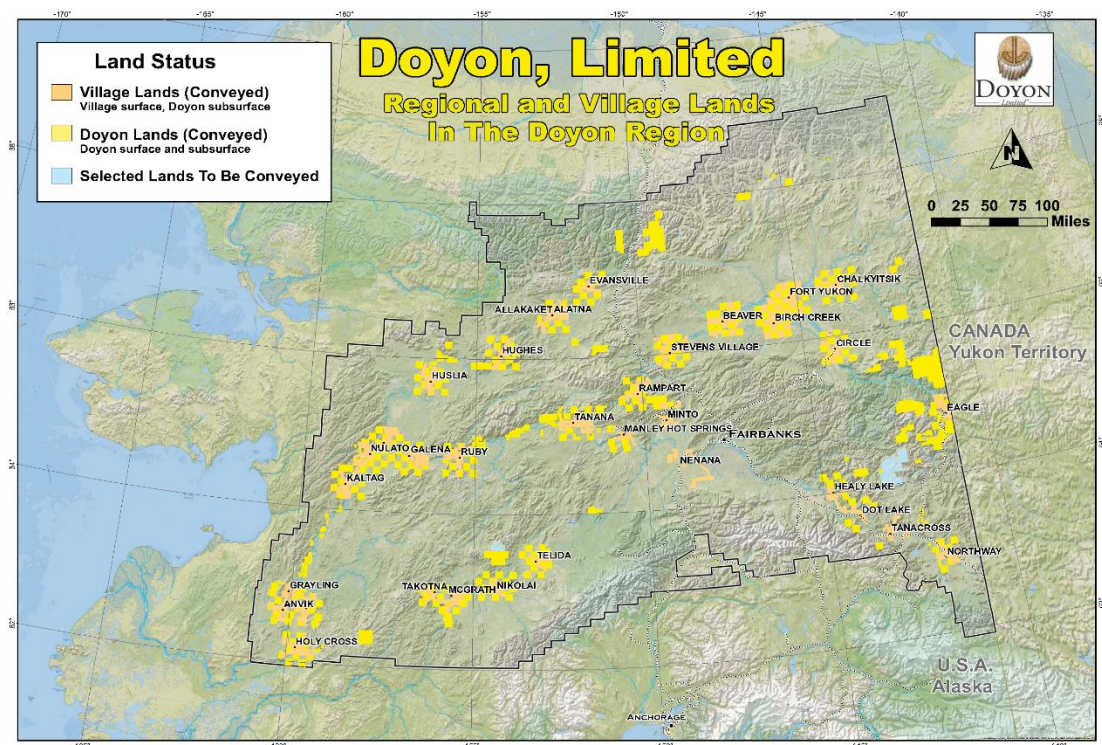 -170°
-165°
-160°
-155°
-150°
-145°
-140°
-135°
Land Status
Village Lands (Conveyed)
Village surface, Doyon subsurface
Doyon Lands (Conveyed)
Doyon surface and subsurface
Selected Lands To Be Conveyed
Doyon, Limited
Regional and Village Lands
In The Doyon Region
DOYON
Limited
N
0 25 50 75 100
Miles
EVANSVILLE
CHALKYITSIK
FORT YUKON
ALLAKAKET ALATNA
BEAVER
BIRCH CREEK
CANADA
Yukon Territory
HUGHES
STEVENS VILLAGE
CIRCLE
HUSLIA
RAMPART
EAGLE
TANANA
MINTO
MANLEY HOT SPRINGS
FAIRBANKS
NULATO
GALENA
RUBY
NENANA
KALTAG
HEALY LAKE
DOT LAKE
TANACROSS
NORTHWAY
TELIDA
GRAYLING
TAKOTNA
MCGRATH
NIKOLAI
ANVIK
62°
HOLY CROSS
U.S.A.
Alaska
ANCHORAGE